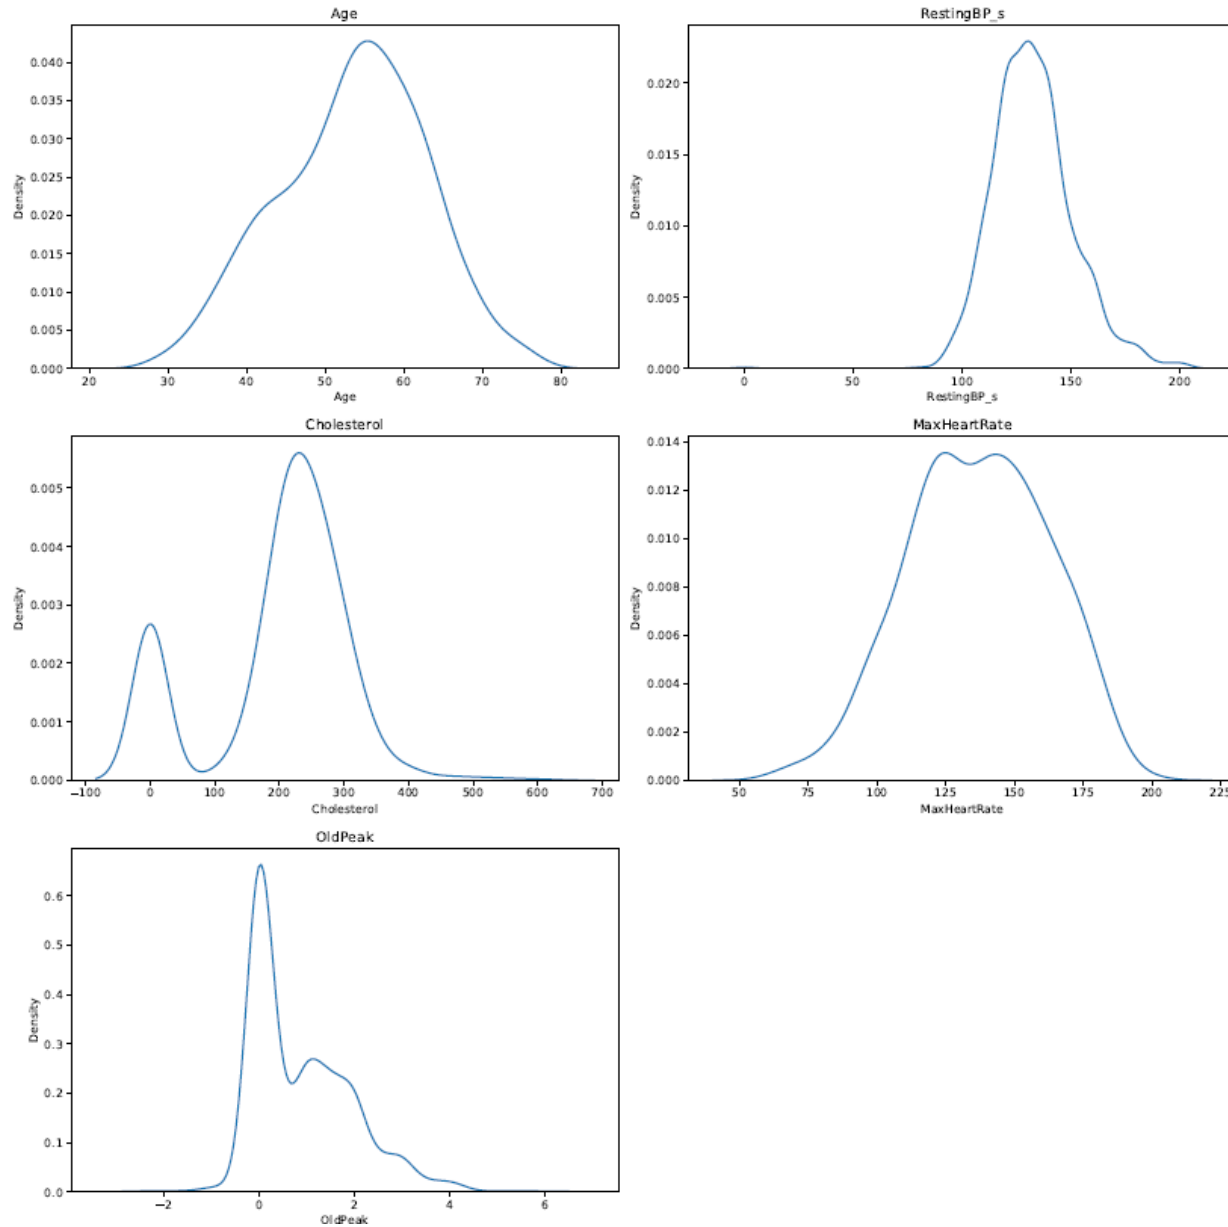 Age
0.040
0.035
0.030
0.025
0.020
0.015
0.010
0.005
0.000
Density
20 30 40 50 60 70 80
Age
RestingBP_s
0.020
0.015
0.010
0.005
0.000
Density
0 50 100 150 200
RestingBP_s
Cholesterol
0.005
0.004
0.003
0.002
0.001
0.000
Density
−100 0 100 200 300 400 500 600 700
Cholesterol
MaxHeartRate
0.014
0.012
0.010
0.008
0.006
0.004
0.002
0.000
Density
50 75 100 125 150 175 200 225
MaxHeartRate
OldPeak
0.6
0.5
0.4
0.3
0.2
0.1
0.0
Density
−2 0 2 4 6
OldPeak